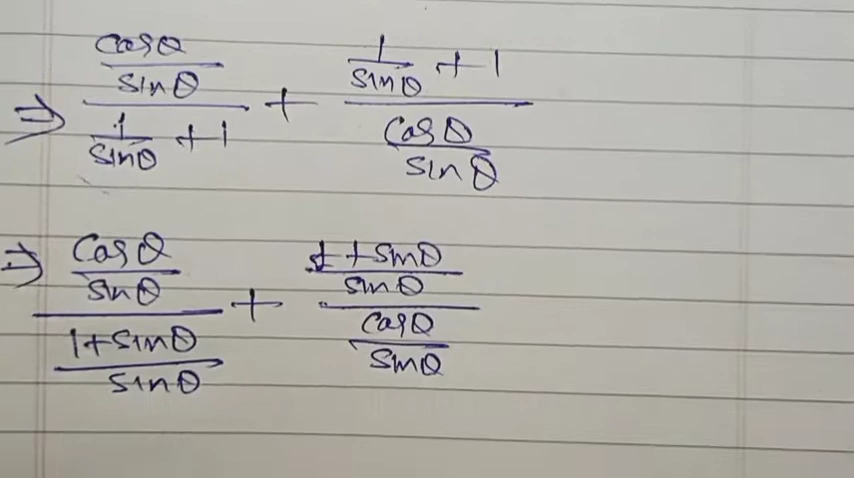 ⇒ (cosθ/sinθ)/(1/sinθ + 1) + (1/sinθ + 1)/(cosθ/sinθ)
⇒ (cosθ/sinθ)/((1+sinθ)/sinθ) + ((1+sinθ)/sinθ)/(cosθ/sinθ)